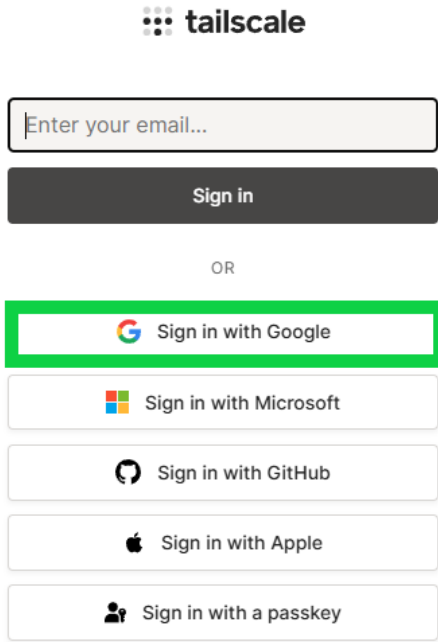 tailscale
Enter your email...
Sign in
OR
Sign in with Google
Sign in with Microsoft
Sign in with GitHub
Sign in with Apple
Sign in with a passkey